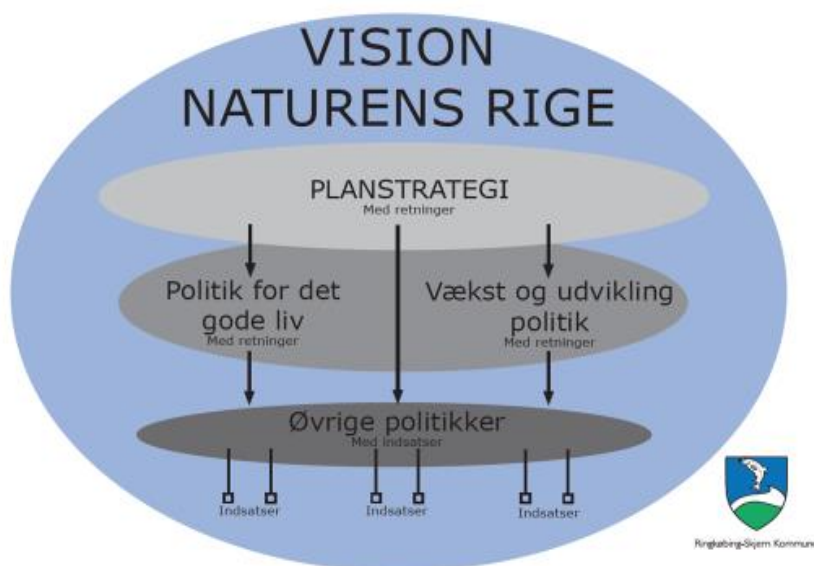 VISION
NATURENS RIGE
PLANSTRATEGI
Med retninger
Politik for det
gode liv
Med retninger
Vækst og udvikling
politik
Med retninger
Øvrige politikker
Med indsatser
Indsatser
Indsatser
Indsatser
Ringkøbing-Skjern Kommune